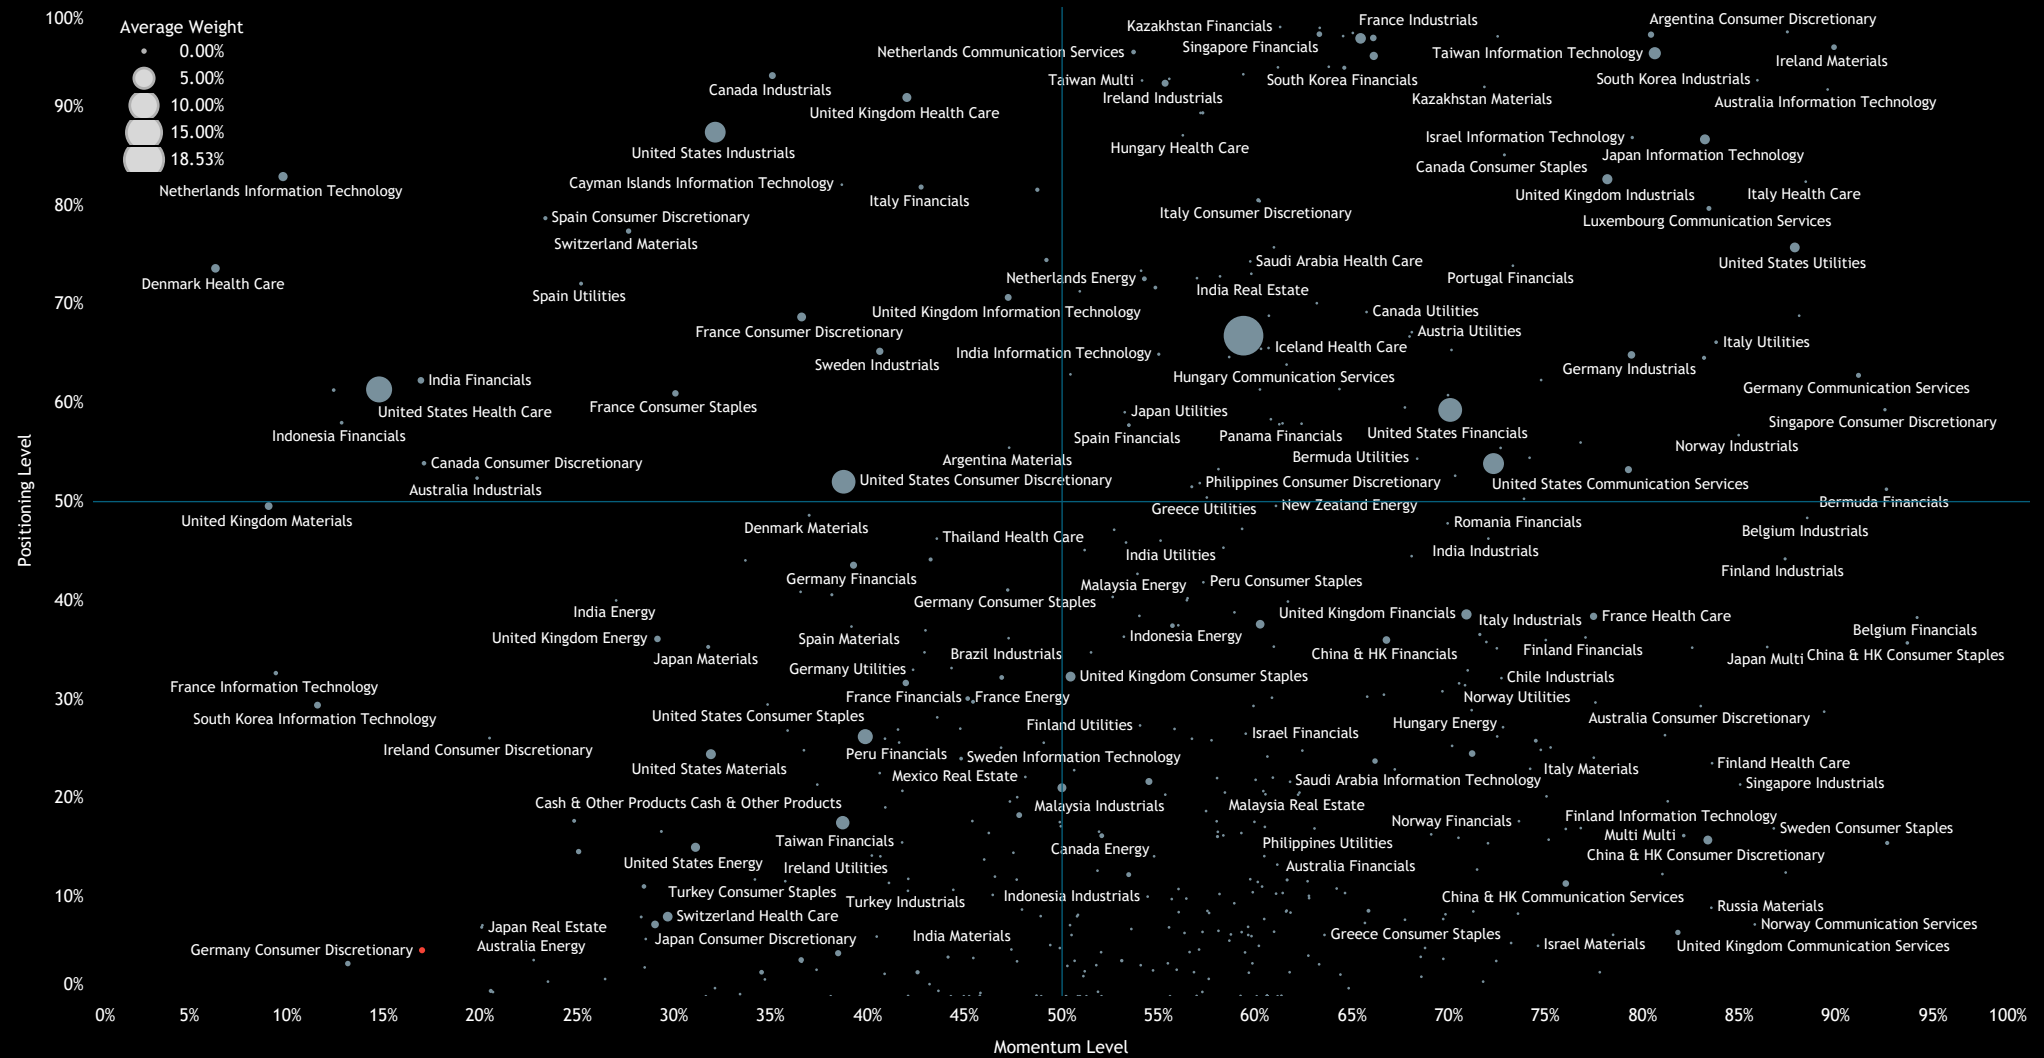 100%
Average Weight
0.00%
5.00%
10.00%
15.00%
18.53%
Kazakhstan Financials
France Industrials
Argentina Consumer Discretionary
Netherlands Communication Services
Singapore Financials
Taiwan Information Technology
Ireland Materials
Canada Industrials
Taiwan Multi
South Korea Financials
South Korea Industrials
90%
United Kingdom Health Care
Ireland Industrials
Kazakhstan Materials
Australia Information Technology
United States Industrials
Hungary Health Care
Israel Information Technology
Japan Information Technology
Canada Consumer Staples
Netherlands Information Technology
Cayman Islands Information Technology
Italy Financials
United Kingdom Industrials
Italy Health Care
80%
Spain Consumer Discretionary
Italy Consumer Discretionary
Luxembourg Communication Services
Switzerland Materials
Saudi Arabia Health Care
United States Utilities
Denmark Health Care
Netherlands Energy
Portugal Financials
Spain Utilities
India Real Estate
70%
United Kingdom Information Technology
Canada Utilities
France Consumer Discretionary
Austria Utilities
Iceland Health Care
Italy Utilities
India Information Technology
Sweden Industrials
Germany Industrials
India Financials
Hungary Communication Services
Germany Communication Services
60%
United States Health Care
France Consumer Staples
Japan Utilities
Singapore Consumer Discretionary
Indonesia Financials
Spain Financials
Panama Financials
United States Financials
Norway Industrials
Canada Consumer Discretionary
Argentina Materials
Bermuda Utilities
Australia Industrials
United States Consumer Discretionary
Philippines Consumer Discretionary
United States Communication Services
50%
Greece Utilities
New Zealand Energy
Bermuda Financials
United Kingdom Materials
Denmark Materials
Romania Financials
Belgium Industrials
Thailand Health Care
India Utilities
India Industrials
Germany Financials
Malaysia Energy
Peru Consumer Staples
Finland Industrials
40%
India Energy
Germany Consumer Staples
United Kingdom Financials
Italy Industrials
France Health Care
United Kingdom Energy
Spain Materials
Indonesia Energy
Belgium Financials
Japan Materials
Brazil Industrials
China & HK Financials
Finland Financials
Japan Multi
China & HK Consumer Staples
Germany Utilities
United Kingdom Consumer Staples
Chile Industrials
30%
France Information Technology
France Financials
France Energy
Norway Utilities
South Korea Information Technology
United States Consumer Staples
Finland Utilities
Israel Financials
Hungary Energy
Australia Consumer Discretionary
Ireland Consumer Discretionary
Peru Financials
Sweden Information Technology
United States Materials
Mexico Real Estate
Saudi Arabia Information Technology
Italy Materials
Finland Health Care
Singapore Industrials
20%
Cash & Other Products Cash & Other Products
Malaysia Industrials
Malaysia Real Estate
Norway Financials
Finland Information Technology
Sweden Consumer Staples
Taiwan Financials
Canada Energy
Philippines Utilities
Multi Multi
China & HK Consumer Discretionary
United States Energy
Ireland Utilities
Australia Financials
10%
Turkey Consumer Staples
Turkey Industrials
Indonesia Industrials
China & HK Communication Services
Russia Materials
Switzerland Health Care
Japan Real Estate
Norway Communication Services
Germany Consumer Discretionary
Australia Energy
Japan Consumer Discretionary
India Materials
Greece Consumer Staples
Israel Materials
United Kingdom Communication Services
0%
Positioning Level
0%
5%
10%
15%
20%
25%
30%
35%
40%
45%
50%
55%
60%
65%
70%
75%
80%
85%
90%
95%
100%
Momentum Level